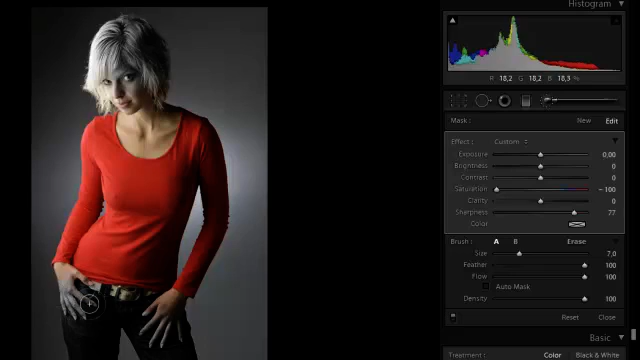 Histogram
R 18,2 G 18,2 B 18,3 %
Mask : New Edit
Effect : Custom
Exposure 0,00
Brightness 0
Contrast 0
Saturation − 100
Clarity 0
Sharpness 77
Color
Brush : A B Erase
Size 7,0
Feather 100
Flow 100
Auto Mask
Density 100
Reset Close
Basic
Treatment : Color Black & White